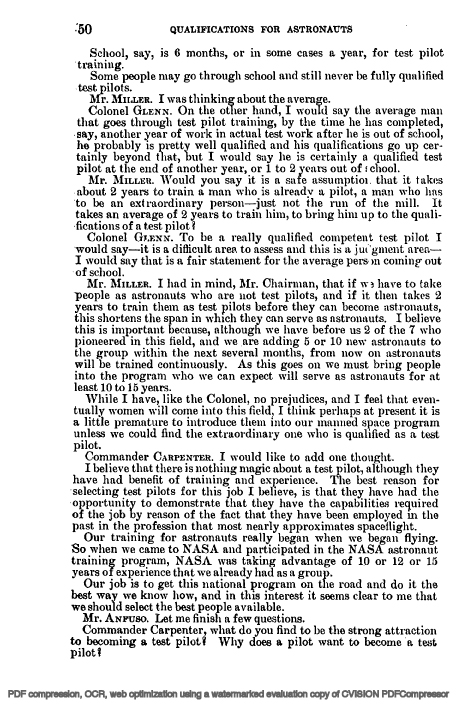 50 QUALIFICATIONS FOR ASTRONAUTS
School, say, is 6 months, or in some cases a year, for test pilot
training.
Some people may go through school and still never be fully qualified
test pilots.
Mr. MILLER. I was thinking about the average.
Colonel GLENN. On the other hand, I would say the average man
that goes through test pilot training, by the time he has completed,
say, another year of work in actual test work after he is out of school,
he probably is pretty well qualified and his qualifications go up cer-
tainly beyond that, but I would say he is certainly a qualified test
pilot at the end of another year, or 1 to 2 years out of school.
Mr. MILLER. Would you say it is a safe assumption that it takes
about 2 years to train a man who is already a pilot, a man who has
to be an extraordinary person—just not the run of the mill. It
takes an average of 2 years to train him, to bring him up to the quali-
fications of a test pilot?
Colonel GLENN. To be a really qualified competent test pilot I
would say—it is a difficult area to assess and this is a judgment area—
I would say that is a fair statement for the average person coming out
of school.
Mr. MILLER. I had in mind, Mr. Chairman, that if we have to take
people as astronauts who are not test pilots, and if it then takes 2
years to train them as test pilots before they can become astronauts,
this shortens the span in which they can serve as astronauts. I believe
this is important because, although we have before us 2 of the 7 who
pioneered in this field, and we are adding 5 or 10 new astronauts to
the group within the next several months, from now on astronauts
will be trained continuously. As this goes on we must bring people
into the program who we can expect will serve as astronauts for at
least 10 to 15 years.
While I have, like the Colonel, no prejudices, and I feel that even-
tually women will come into this field, I think perhaps at present it is
a little premature to introduce them into our manned space program
unless we could find the extraordinary one who is qualified as a test
pilot.
Commander CARPENTER. I would like to add one thought.
I believe that there is nothing magic about a test pilot, although they
have had benefit of training and experience. The best reason for
selecting test pilots for this job I believe, is that they have had the
opportunity to demonstrate that they have the capabilities required
of the job by reason of the fact that they have been employed in the
past in the profession that most nearly approximates spaceflight.
Our training for astronauts really began when we began flying.
So when we came to NASA and participated in the NASA astronaut
training program, NASA was taking advantage of 10 or 12 or 15
years of experience that we already had as a group.
Our job is to get this national program on the road and do it the
best way we know how, and in this interest it seems clear to me that
we should select the best people available.
Mr. ANFUSO. Let me finish a few questions.
Commander Carpenter, what do you find to be the strong attraction
to becoming a test pilot? Why does a pilot want to become a test
pilot?
PDF compression, OCR, web optimization using a watermarked evaluation copy of CVISION PDFCompressor